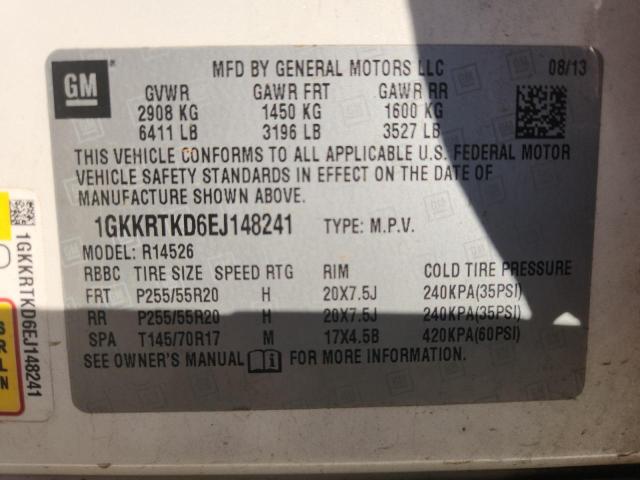 GM
MFD BY GENERAL MOTORS LLC 08/13
GVWR GAWR FRT GAWR RR
2908 KG 1450 KG 1600 KG
6411 LB 3196 LB 3527 LB
THIS VEHICLE CONFORMS TO ALL APPLICABLE U.S. FEDERAL MOTOR
VEHICLE SAFETY STANDARDS IN EFFECT ON THE DATE OF
MANUFACTURE SHOWN ABOVE.
1GKKRTKD6EJ148241 TYPE: M.P.V.
MODEL: R14526
RBBC TIRE SIZE SPEED RTG RIM COLD TIRE PRESSURE
FRT P255/55R20 H 20X7.5J 240KPA(35PSI)
RR P255/55R20 H 20X7.5J 240KPA(35PSI)
SPA T145/70R17 M 17X4.5B 420KPA(60PSI)
SEE OWNER'S MANUAL FOR MORE INFORMATION.
1GKKRTKD6EJ148241
S
R
L
N